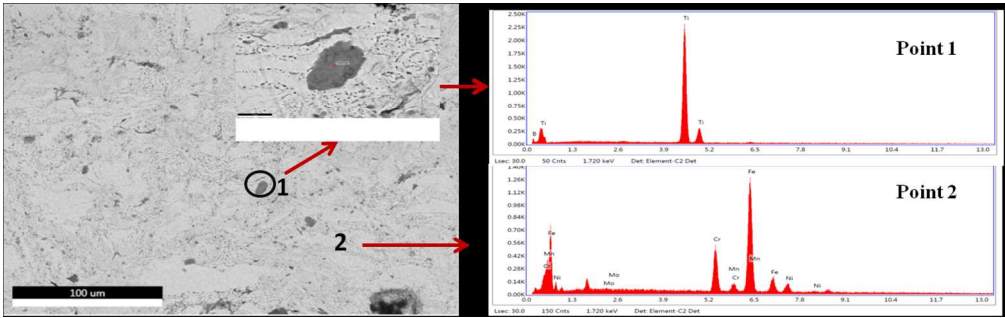 1
2
100 um
Point 1
2.50K
2.25K
2.00K
1.75K
1.50K
1.25K
1.00K
0.75K
0.50K
0.25K
0.00K
Ti
Ti
Ti
B
0.0 1.3 2.6 3.9 5.2 6.5 7.8 9.1 10.4 11.7 13.0
Lsec: 30.0 50 Cnts 1.720 keV Det: Element-C2 Det
Point 2
1.40K
1.26K
1.12K
0.98K
0.84K
0.70K
0.56K
0.42K
0.28K
0.14K
0.00K
Fe
Mn
Ni
Mo
Mo
Cr
Mn
Cr
Fe
Mn
Fe
Ni
Ni
0.0 1.3 2.6 3.9 5.2 6.5 7.8 9.1 10.4 11.7 13.0
Lsec: 30.0 150 Cnts 1.720 keV Det: Element-C2 Det